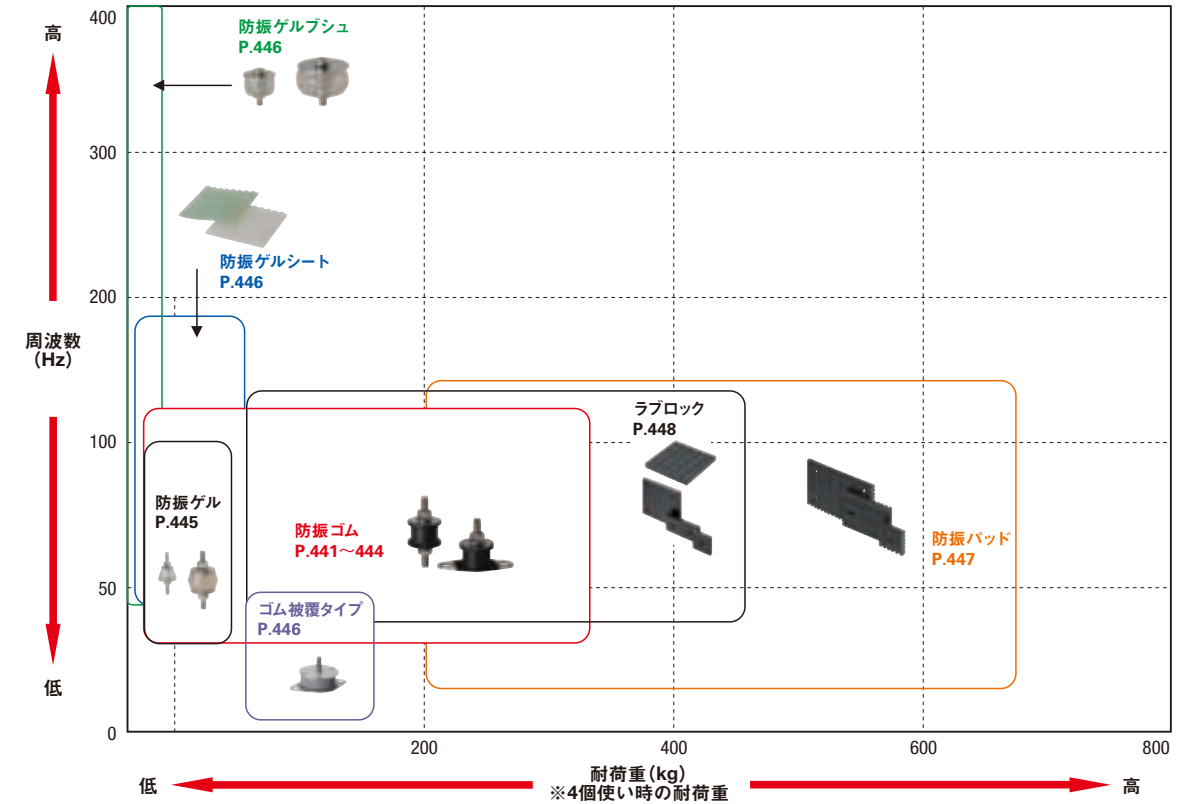 400
高
防振ゲルブシュ
P.446
300
防振ゲルシート
P.446
200
周波数
（Hz）
ラブロック
P.448
100
防振ゲル
P.445
防振ゴム
P.441～444
防振パッド
P.447
50
ゴム被覆タイプ
P.446
低
0
200
400
600
800
低
耐荷重（kg）
※4個使い時の耐荷重
高